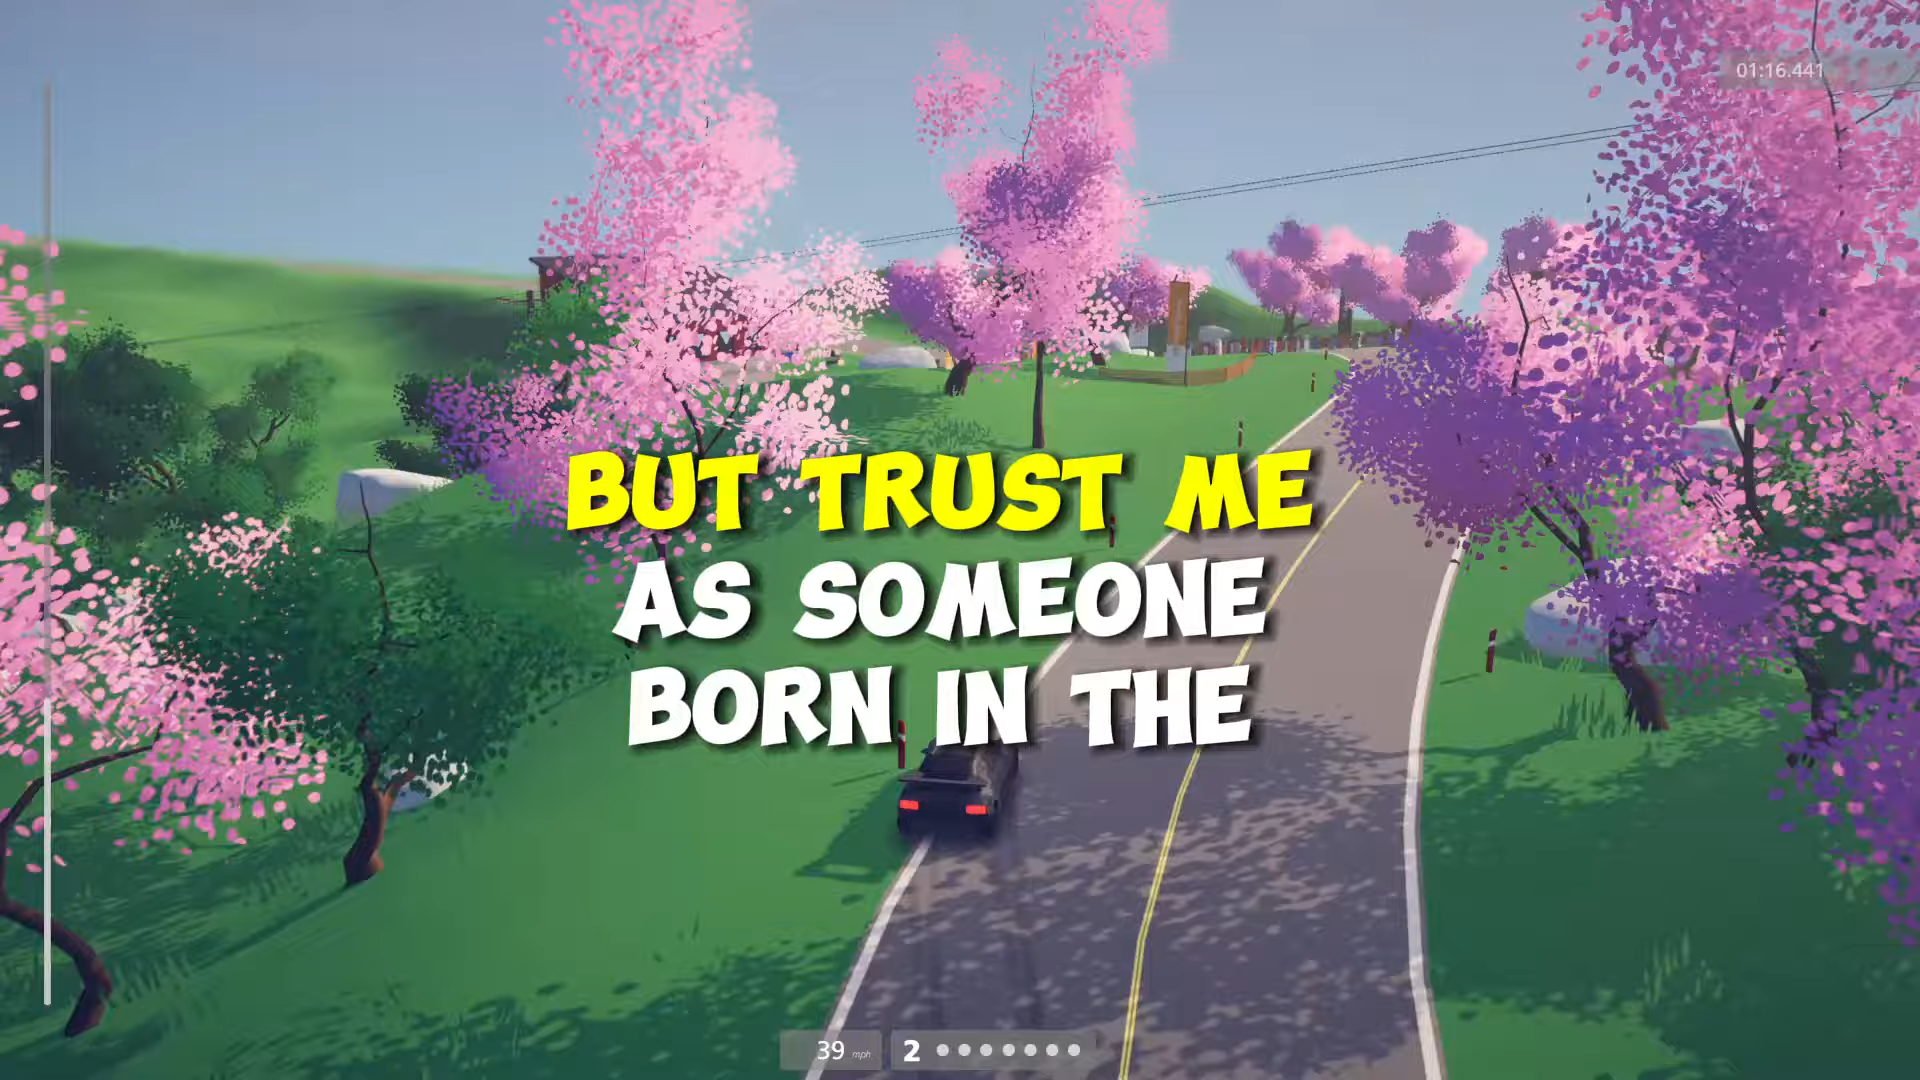 01:16.441
BUT TRUST ME
AS SOMEONE
BORN IN THE
39 mph 2